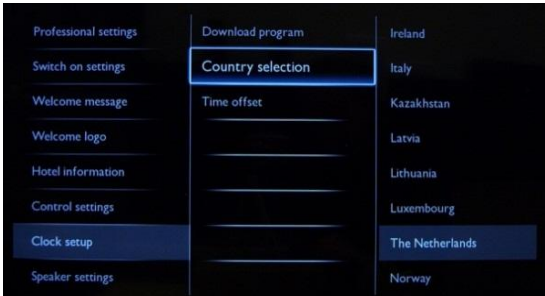 Professional settings
Switch on settings
Welcome message
Welcome logo
Hotel information
Control settings
Clock setup
Speaker settings
Download program
Country selection
Time offset
Ireland
Italy
Kazakhstan
Latvia
Lithuania
Luxembourg
The Netherlands
Norway